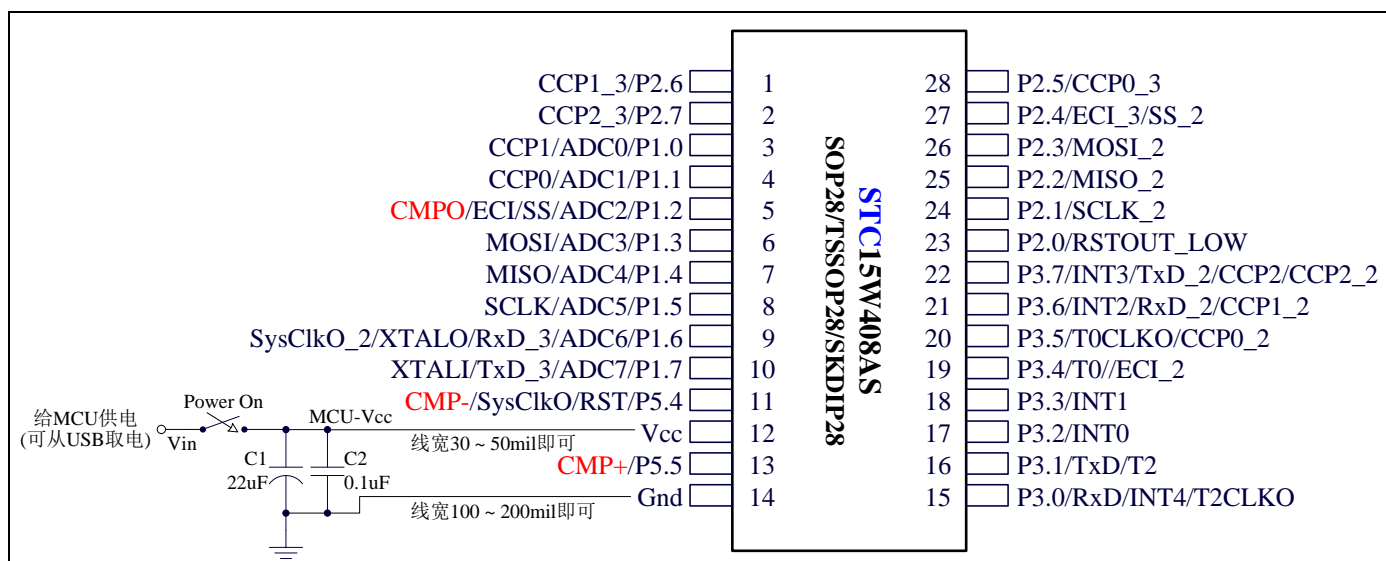 CCP1_3/P2.6 1 28 P2.5/CCP0_3
CCP2_3/P2.7 2 27 P2.4/ECI_3/SS_2
CCP1/ADC0/P1.0 3 26 P2.3/MOSI_2
CCP0/ADC1/P1.1 4 25 P2.2/MISO_2
CMPO/ECI/SS/ADC2/P1.2 5 24 P2.1/SCLK_2
MOSI/ADC3/P1.3 6 23 P2.0/RSTOUT_LOW
MISO/ADC4/P1.4 7 22 P3.7/INT3/TxD_2/CCP2/CCP2_2
SCLK/ADC5/P1.5 8 21 P3.6/INT2/RxD_2/CCP1_2
SysClkO_2/XTALO/RxD_3/ADC6/P1.6 9 20 P3.5/T0CLKO/CCP0_2
XTALI/TxD_3/ADC7/P1.7 10 19 P3.4/T0//ECI_2
CMP-/SysClkO/RST/P5.4 11 18 P3.3/INT1
Vcc 12 17 P3.2/INT0
CMP+/P5.5 13 16 P3.1/TxD/T2
Gnd 14 15 P3.0/RxD/INT4/T2CLKO
STC15W408AS
SOP28/TSSOP28/SKDIP28
给MCU供电
(可从USB取电)
Vin
Power On
MCU-Vcc
线宽30 ~ 50mil即可
C1
22uF
C2
0.1uF
线宽100 ~ 200mil即可